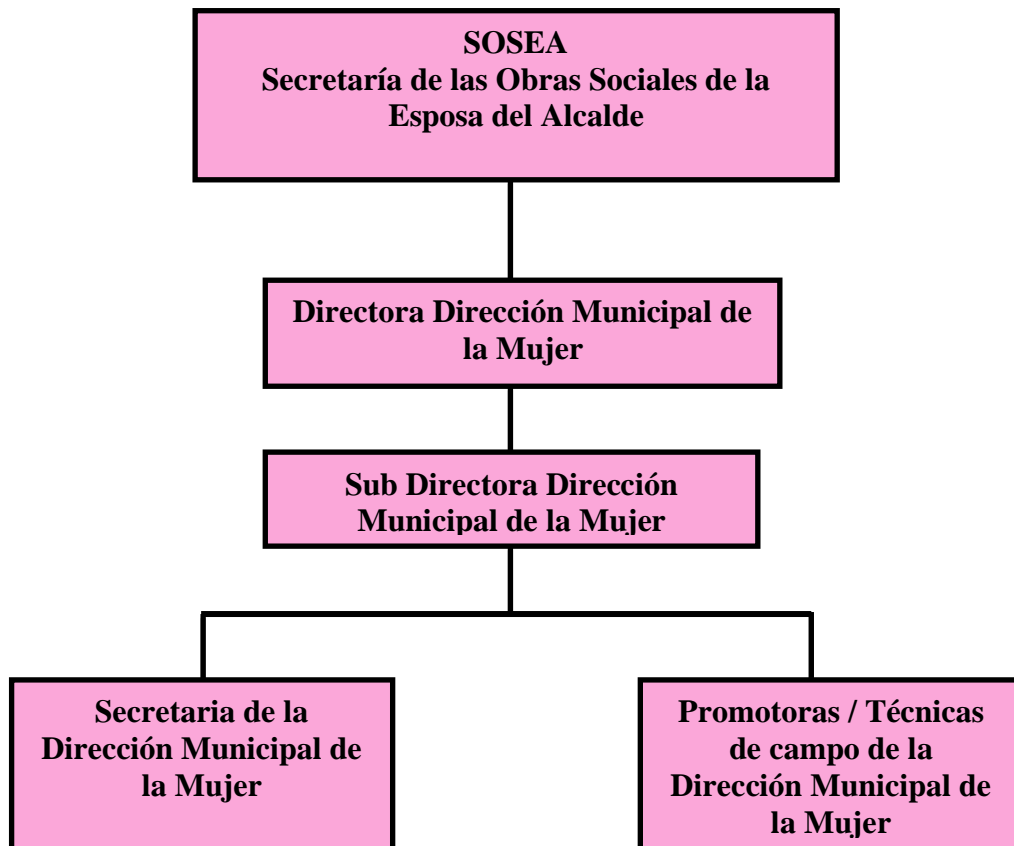 SOSEA
Secretaría de las Obras Sociales de la
Esposa del Alcalde
Directora Dirección Municipal de
la Mujer
Sub Directora Dirección
Municipal de la Mujer
Secretaria de la
Dirección Municipal de
la Mujer
Promotoras / Técnicas
de campo de la
Dirección Municipal de
la Mujer